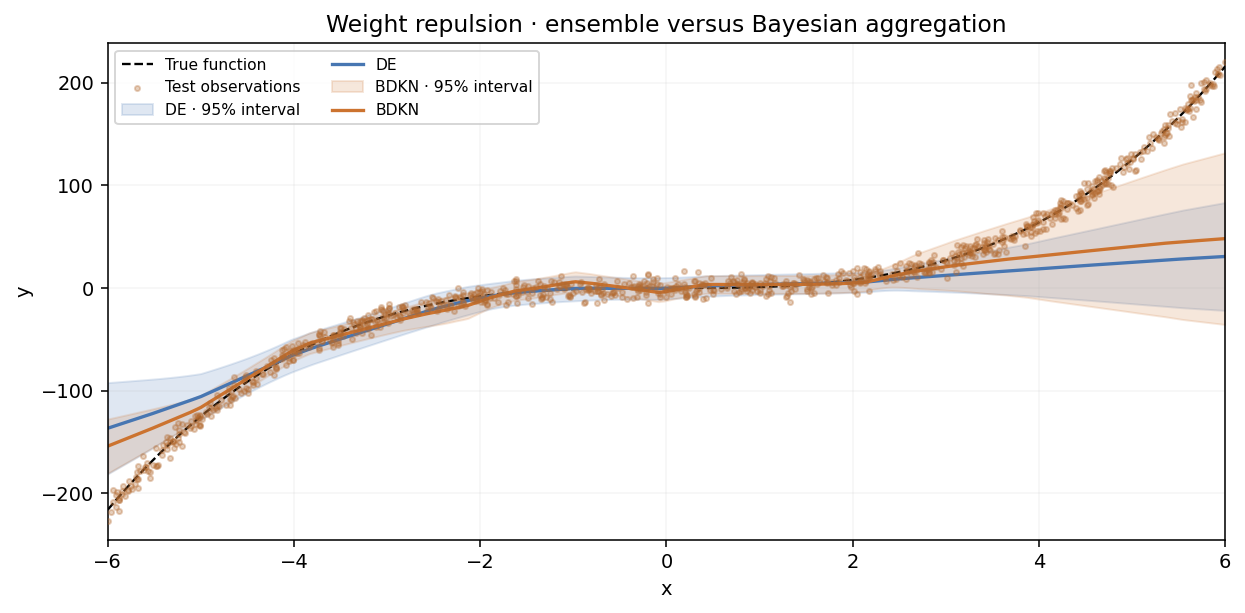 Weight repulsion · ensemble versus Bayesian aggregation
True function
Test observations
DE · 95% interval
DE
BDKN · 95% interval
BDKN
y
200
100
0
−100
−200
−6
−4
−2
0
2
4
6
x